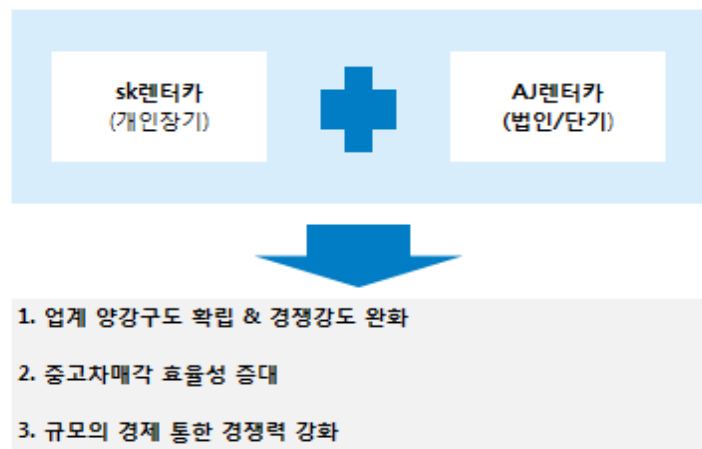 sk렌터카
(개인장기)
AJ렌터카
(법인/단기)
1. 업계 양강구도 확립 & 경쟁강도 완화
2. 중고차매각 효율성 증대
3. 규모의 경제 통한 경쟁력 강화